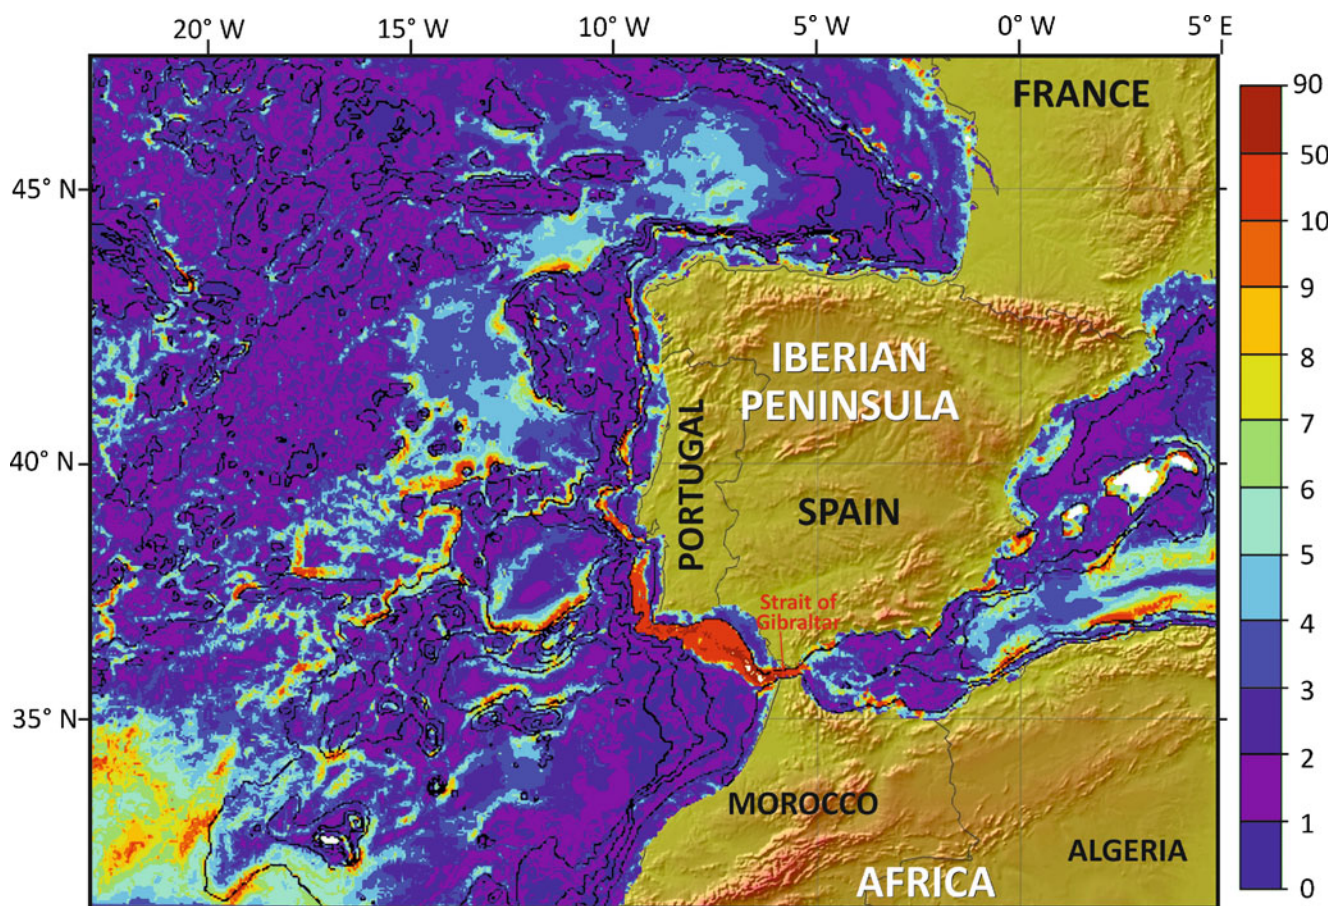 20° W 15° W 10° W 5° W 0° W 5° E
FRANCE
90
50
10
9
8
7
6
5
4
3
2
1
0
45° N
40° N
35° N
IBERIAN
PENINSULA
PORTUGAL
SPAIN
Strait of
Gibraltar
MOROCCO
ALGERIA
AFRICA